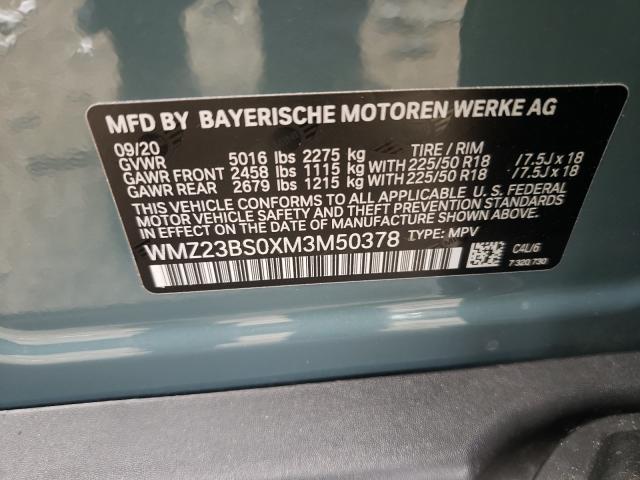 MFD BY BAYERISCHE MOTOREN WERKE AG
09/20 TIRE / RIM
GVWR 5016 lbs 2275 kg
GAWR FRONT 2458 lbs 1115 kg WITH 225/50 R18 /7.5J x 18
GAWR REAR 2679 lbs 1215 kg WITH 225/50 R18 /7.5J x 18
THIS VEHICLE CONFORMS TO ALL APPLICABLE U. S. FEDERAL
MOTOR VEHICLE SAFETY AND THEFT PREVENTION STANDARDS
IN EFFECT ON THE DATE OF MANUFACTURE SHOWN ABOVE.
WMZ23BS0XM3M50378 TYPE: MPV
C4L/6
7 320 730